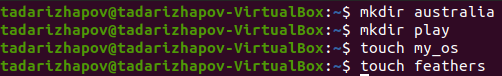 tadarizhapov@tadarizhapov-VirtualBox:~$ mkdir australia
tadarizhapov@tadarizhapov-VirtualBox:~$ mkdir play
tadarizhapov@tadarizhapov-VirtualBox:~$ touch my_os
tadarizhapov@tadarizhapov-VirtualBox:~$ touch feathers